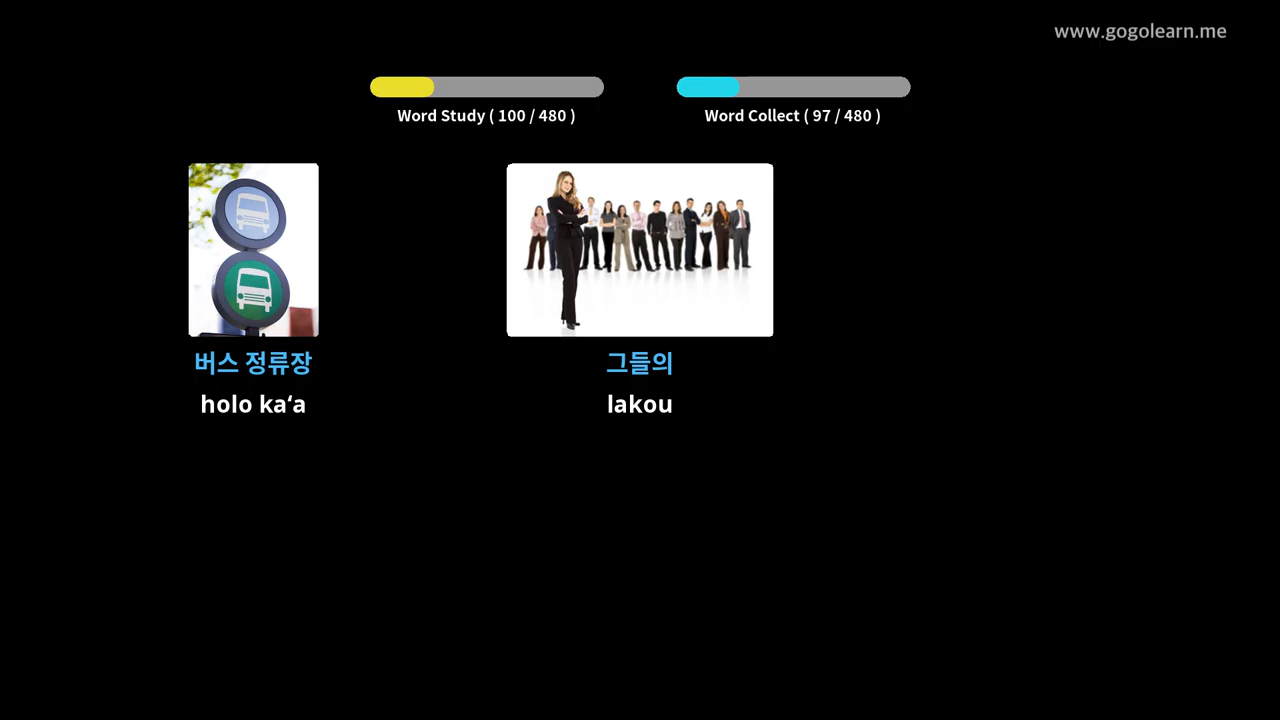 www.gogolearn.me
Word Study ( 100 / 480 )
Word Collect ( 97 / 480 )
버스 정류장
그들의
holo kaʻa
lakou